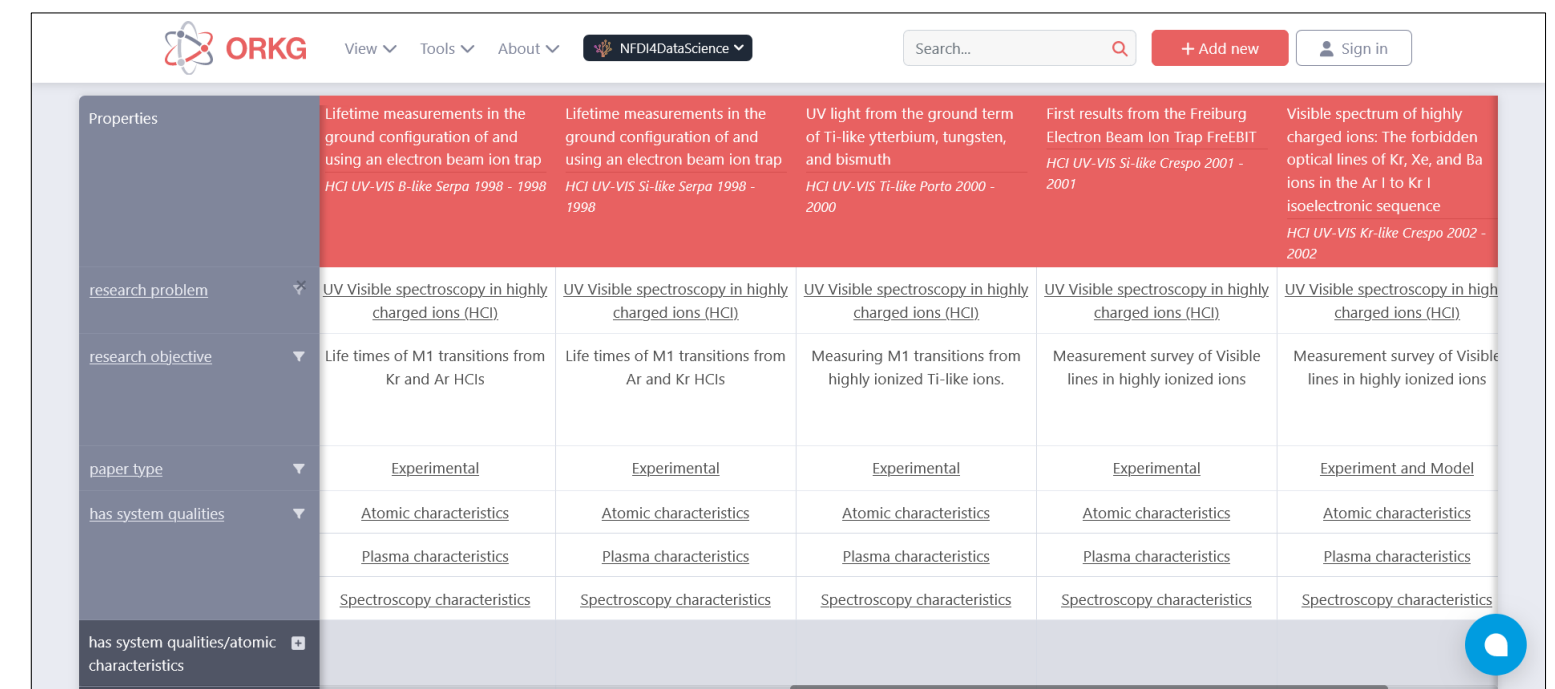 ORKG View Tools About NFDI4DataScience Search... + Add new Sign in
Properties
Lifetime measurements in the
ground configuration of and
using an electron beam ion trap
HCI UV-VIS B-like Serpa 1998 - 1998
Lifetime measurements in the
ground configuration of and
using an electron beam ion trap
HCI UV-VIS Si-like Serpa 1998 -
1998
UV light from the ground term
of Ti-like ytterbium, tungsten,
and bismuth
HCI UV-VIS Ti-like Porto 2000 -
2000
First results from the Freiburg
Electron Beam Ion Trap FreEBIT
HCI UV-VIS Si-like Crespo 2001 -
2001
Visible spectrum of highly
charged ions: The forbidden
optical lines of Kr, Xe, and Ba
ions in the Ar I to Kr I
isoelectronic sequence
HCI UV-VIS Kr-like Crespo 2002 -
2002
research problem
UV Visible spectroscopy in highly
charged ions (HCI)
UV Visible spectroscopy in highly
charged ions (HCI)
UV Visible spectroscopy in highly
charged ions (HCI)
UV Visible spectroscopy in highly
charged ions (HCI)
UV Visible spectroscopy in high
charged ions (HCI)
research objective
Life times of M1 transitions from
Kr and Ar HCIs
Life times of M1 transitions from
Ar and Kr HCIs
Measuring M1 transitions from
highly ionized Ti-like ions.
Measurement survey of Visible
lines in highly ionized ions
Measurement survey of Visible
lines in highly ionized ions
paper type
Experimental
Experimental
Experimental
Experimental
Experiment and Model
has system qualities
Atomic characteristics
Atomic characteristics
Atomic characteristics
Atomic characteristics
Atomic characteristics
Plasma characteristics
Plasma characteristics
Plasma characteristics
Plasma characteristics
Plasma characteristics
Spectroscopy characteristics
Spectroscopy characteristics
Spectroscopy characteristics
Spectroscopy characteristics
Spectroscopy characteristics
has system qualities/atomic
characteristics